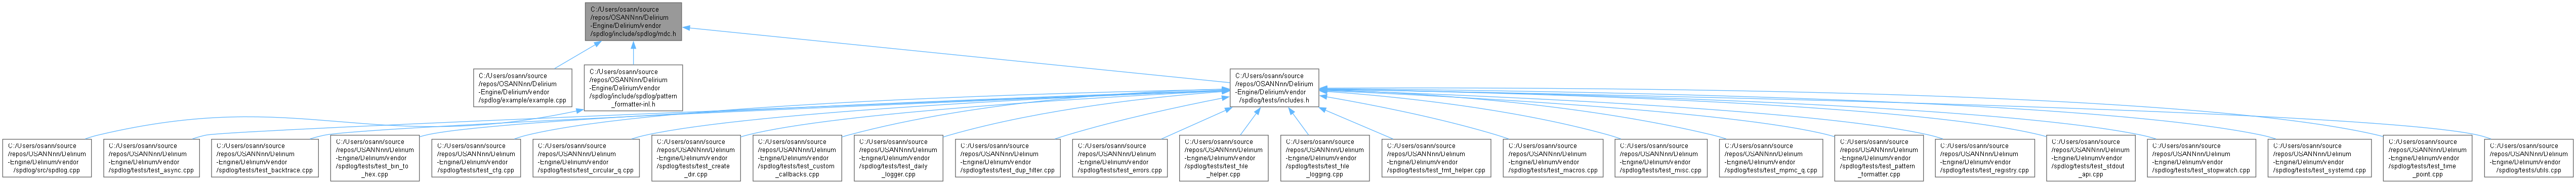 C:/Users/osann/source
/repos/OSANNnn/Delirium
-Engine/Delirium/vendor
/spdlog/include/spdlog/mdc.h
C:/Users/osann/source
/repos/OSANNnn/Delirium
-Engine/Delirium/vendor
/spdlog/example/example.cpp
C:/Users/osann/source
/repos/OSANNnn/Delirium
-Engine/Delirium/vendor
/spdlog/include/spdlog/pattern
_formatter-inl.h
C:/Users/osann/source
/repos/OSANNnn/Delirium
-Engine/Delirium/vendor
/spdlog/tests/includes.h
C:/Users/osann/source
/repos/OSANNnn/Delirium
-Engine/Delirium/vendor
/spdlog/src/spdlog.cpp
C:/Users/osann/source
/repos/OSANNnn/Delirium
-Engine/Delirium/vendor
/spdlog/tests/test_async.cpp
C:/Users/osann/source
/repos/OSANNnn/Delirium
-Engine/Delirium/vendor
/spdlog/tests/test_backtrace.cpp
C:/Users/osann/source
/repos/OSANNnn/Delirium
-Engine/Delirium/vendor
/spdlog/tests/test_bin_to
_hex.cpp
C:/Users/osann/source
/repos/OSANNnn/Delirium
-Engine/Delirium/vendor
/spdlog/tests/test_cfg.cpp
C:/Users/osann/source
/repos/OSANNnn/Delirium
-Engine/Delirium/vendor
/spdlog/tests/test_circular_q.cpp
C:/Users/osann/source
/repos/OSANNnn/Delirium
-Engine/Delirium/vendor
/spdlog/tests/test_create
_dir.cpp
C:/Users/osann/source
/repos/OSANNnn/Delirium
-Engine/Delirium/vendor
/spdlog/tests/test_custom
_callbacks.cpp
C:/Users/osann/source
/repos/OSANNnn/Delirium
-Engine/Delirium/vendor
/spdlog/tests/test_daily
_logger.cpp
C:/Users/osann/source
/repos/OSANNnn/Delirium
-Engine/Delirium/vendor
/spdlog/tests/test_dup_filter.cpp
C:/Users/osann/source
/repos/OSANNnn/Delirium
-Engine/Delirium/vendor
/spdlog/tests/test_errors.cpp
C:/Users/osann/source
/repos/OSANNnn/Delirium
-Engine/Delirium/vendor
/spdlog/tests/test_file
_helper.cpp
C:/Users/osann/source
/repos/OSANNnn/Delirium
-Engine/Delirium/vendor
/spdlog/tests/test_file
_logging.cpp
C:/Users/osann/source
/repos/OSANNnn/Delirium
-Engine/Delirium/vendor
/spdlog/tests/test_fmt_helper.cpp
C:/Users/osann/source
/repos/OSANNnn/Delirium
-Engine/Delirium/vendor
/spdlog/tests/test_macros.cpp
C:/Users/osann/source
/repos/OSANNnn/Delirium
-Engine/Delirium/vendor
/spdlog/tests/test_misc.cpp
C:/Users/osann/source
/repos/OSANNnn/Delirium
-Engine/Delirium/vendor
/spdlog/tests/test_mpmc_q.cpp
C:/Users/osann/source
/repos/OSANNnn/Delirium
-Engine/Delirium/vendor
/spdlog/tests/test_pattern
_formatter.cpp
C:/Users/osann/source
/repos/OSANNnn/Delirium
-Engine/Delirium/vendor
/spdlog/tests/test_registry.cpp
C:/Users/osann/source
/repos/OSANNnn/Delirium
-Engine/Delirium/vendor
/spdlog/tests/test_stdout
_api.cpp
C:/Users/osann/source
/repos/OSANNnn/Delirium
-Engine/Delirium/vendor
/spdlog/tests/test_stopwatch.cpp
C:/Users/osann/source
/repos/OSANNnn/Delirium
-Engine/Delirium/vendor
/spdlog/tests/test_systemd.cpp
C:/Users/osann/source
/repos/OSANNnn/Delirium
-Engine/Delirium/vendor
/spdlog/tests/test_time
_point.cpp
C:/Users/osann/source
/repos/OSANNnn/Delirium
-Engine/Delirium/vendor
/spdlog/tests/utils.cpp